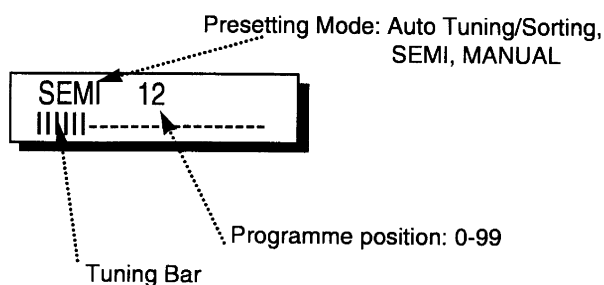 Presetting Mode: Auto Tuning/Sorting,
SEMI, MANUAL
SEMI 12
Programme position: 0-99
Tuning Bar